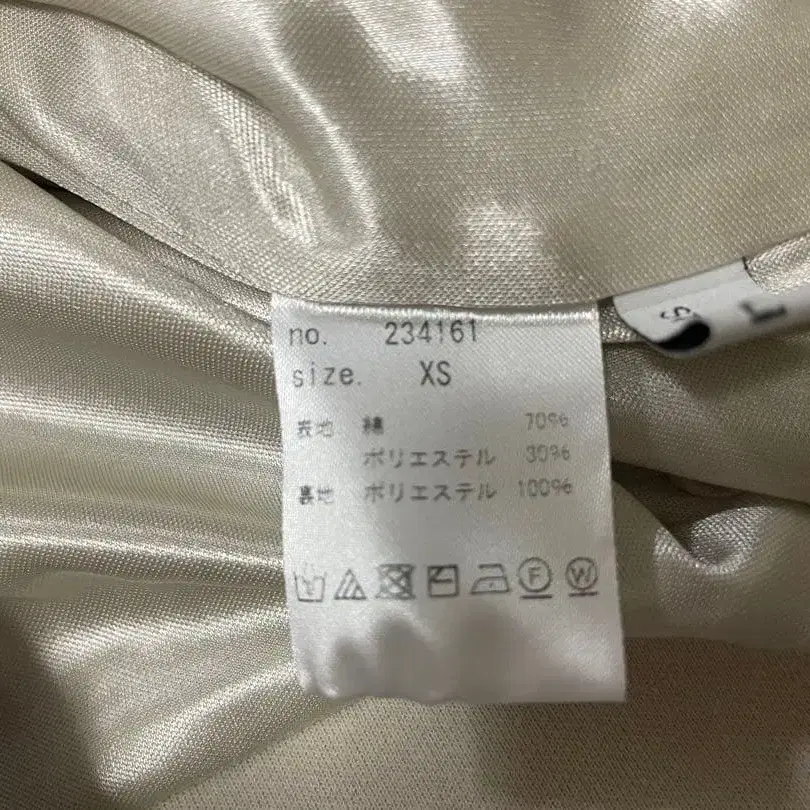 no. 234161
size. XS
表地 綿 70%
ポリエステル 30%
裏地 ポリエステル 100%
F W